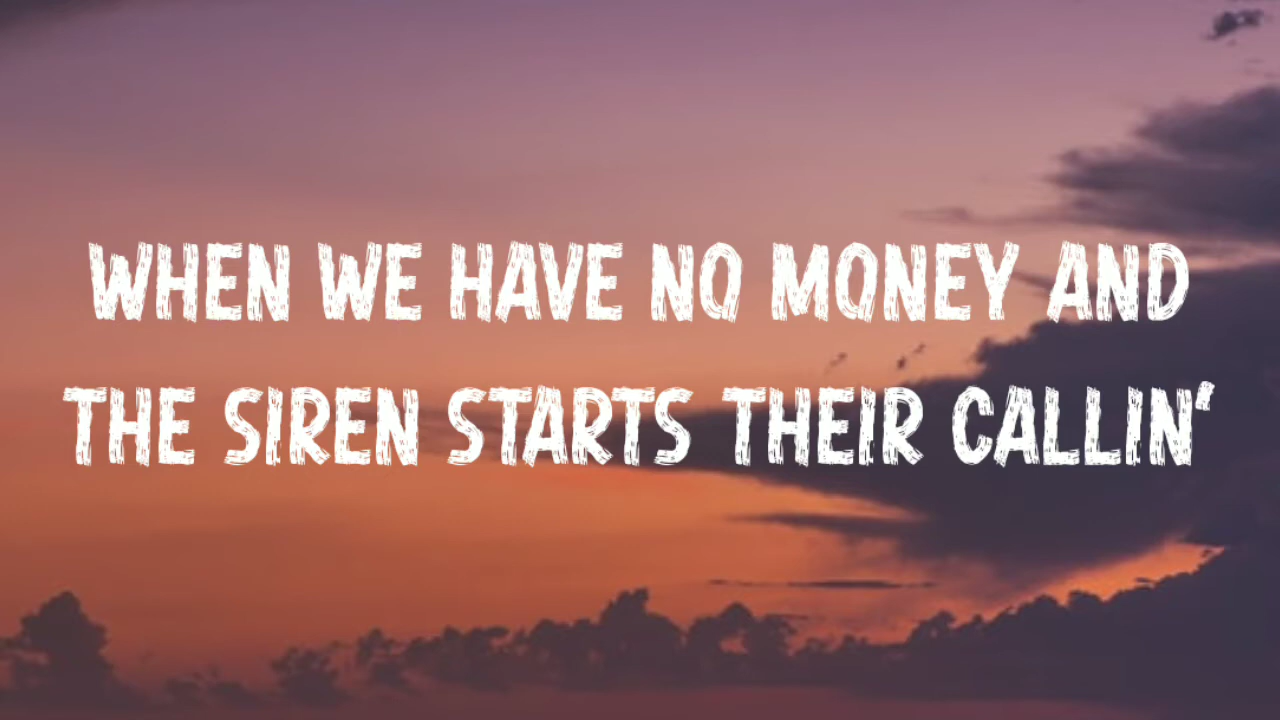 WHEN WE HAVE NO MONEY AND
THE SIREN STARTS THEIR CALLIN'